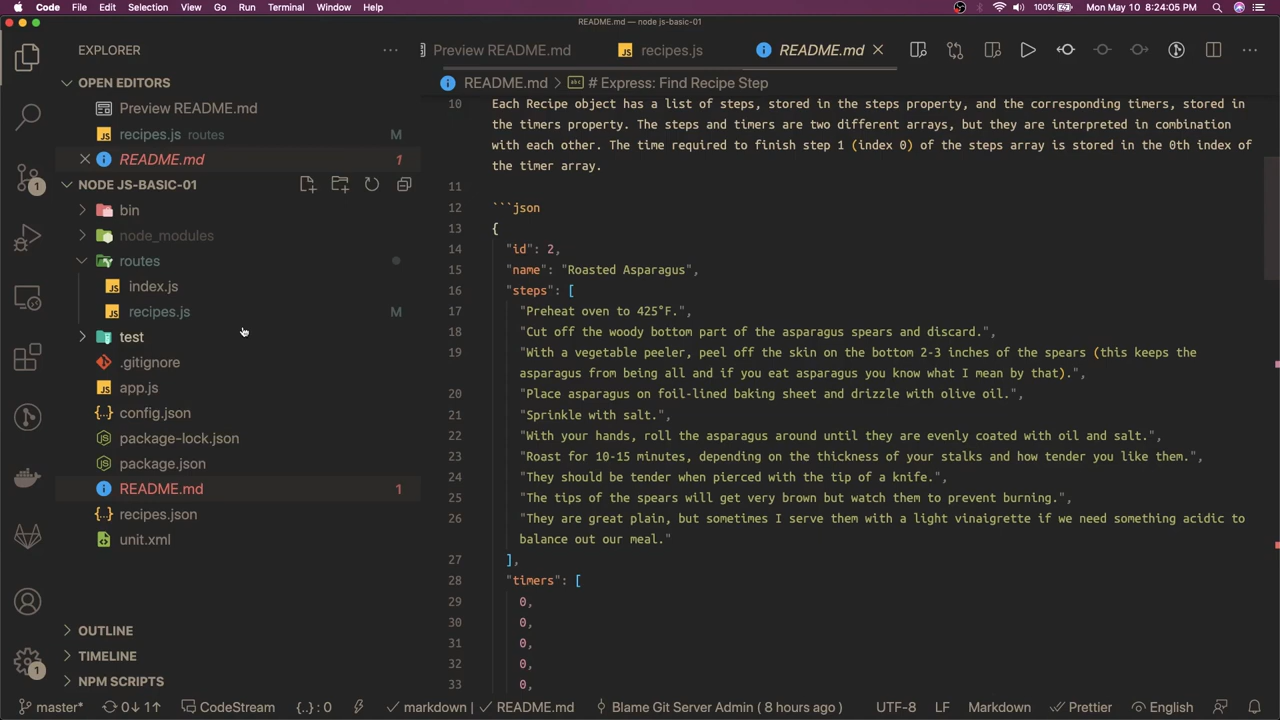 Code File Edit Selection View Go Run Terminal Window Help 100% Mon May 10 8:24:05 PM
README.md — node js-basic-01
EXPLORER
OPEN EDITORS
Preview README.md
recipes.js routes M
README.md 1
NODE JS-BASIC-01
bin
node_modules
routes
index.js
recipes.js M
test
.gitignore
app.js
config.json
package-lock.json
package.json
README.md 1
recipes.json
unit.xml
OUTLINE
TIMELINE
NPM SCRIPTS
1
1
Preview README.md recipes.js README.md
README.md > # Express: Find Recipe Step
10 Each Recipe object has a list of steps, stored in the steps property, and the corresponding timers, stored in
the timers property. The steps and timers are two different arrays, but they are interpreted in combination
with each other. The time required to finish step 1 (index 0) of the steps array is stored in the 0th index of
the timer array.
11
12 ```json
13 {
14 "id": 2,
15 "name": "Roasted Asparagus",
16 "steps": [
17 "Preheat oven to 425°F.",
18 "Cut off the woody bottom part of the asparagus spears and discard.",
19 "With a vegetable peeler, peel off the skin on the bottom 2-3 inches of the spears (this keeps the
asparagus from being all and if you eat asparagus you know what I mean by that).",
20 "Place asparagus on foil-lined baking sheet and drizzle with olive oil.",
21 "Sprinkle with salt.",
22 "With your hands, roll the asparagus around until they are evenly coated with oil and salt.",
23 "Roast for 10-15 minutes, depending on the thickness of your stalks and how tender you like them.",
24 "They should be tender when pierced with the tip of a knife.",
25 "The tips of the spears will get very brown but watch them to prevent burning.",
26 "They are great plain, but sometimes I serve them with a light vinaigrette if we need something acidic to
balance out our meal."
27 ],
28 "timers": [
29 0,
30 0,
31 0,
32 0,
33 0,
master* 0↓ 1↑ CodeStream {..} : 0 markdown | README.md Blame Git Server Admin ( 8 hours ago ) UTF-8 LF Markdown Prettier English